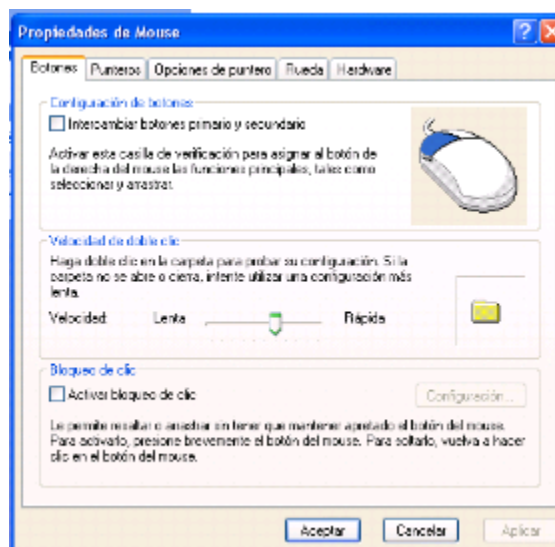 Propiedades de Mouse
Botones Punteros Opciones de puntero Rueda Hardware
Configuración de botones
Intercambiar botones primario y secundario
Activar esta casilla de verificación para asignar al botón de
la derecha del mouse las funciones principales, tales como
seleccionar y arrastrar.
Velocidad de doble clic
Haga doble clic en la carpeta para probar su configuración. Si la
carpeta no se abre o cierra, intente utilizar una configuración más
lenta.
Velocidad: Lenta Rápida
Bloqueo de clic
Activar bloqueo de clic Configuración...
Le permite resaltar o arrastrar sin tener que mantener apretado el botón del mouse.
Para activarlo, presione brevemente el botón del mouse. Para soltarlo, vuelva a hacer
clic en el botón del mouse.
Aceptar Cancelar Aplicar